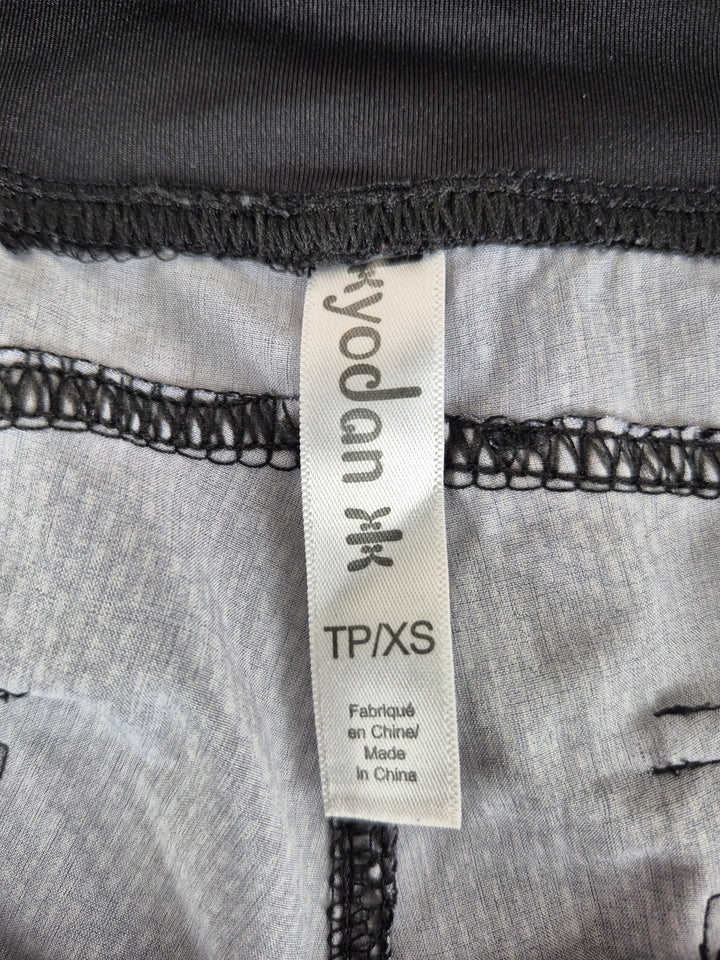 kyodan
TP/XS
Fabriqué
en Chine/
Made
in China